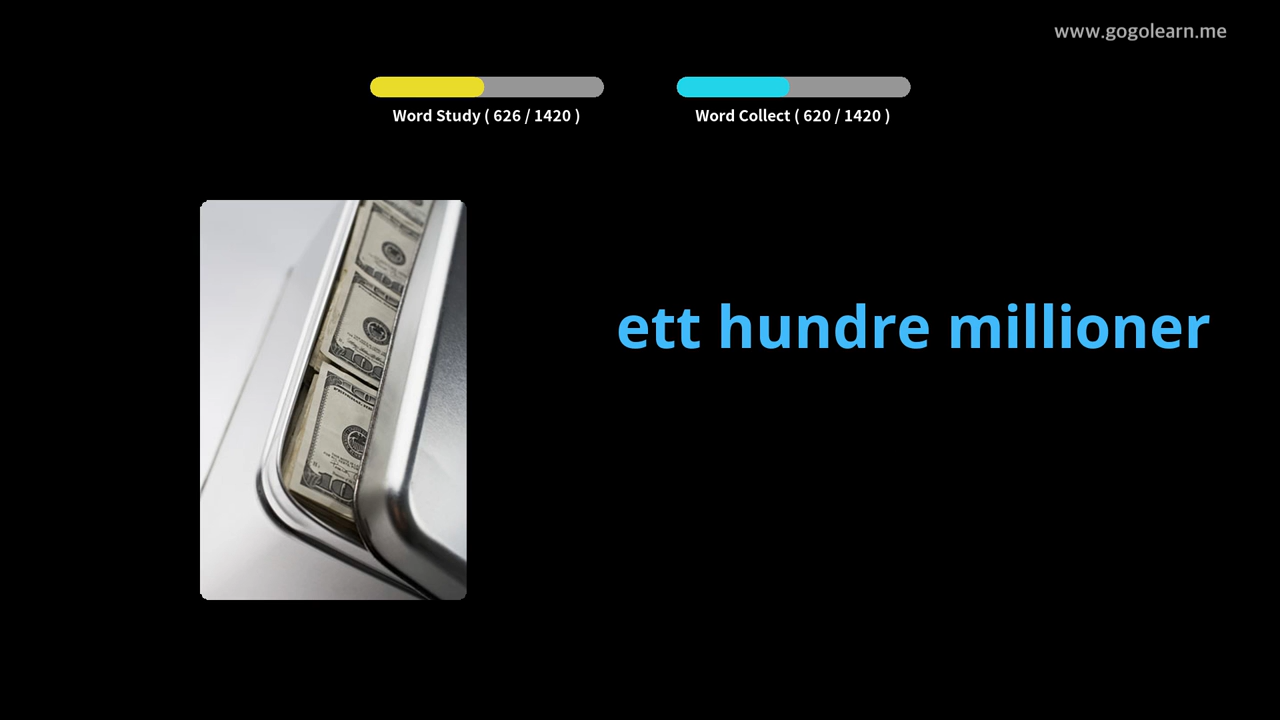 www.gogolearn.me
Word Study ( 626 / 1420 )
Word Collect ( 620 / 1420 )
ett hundre millioner